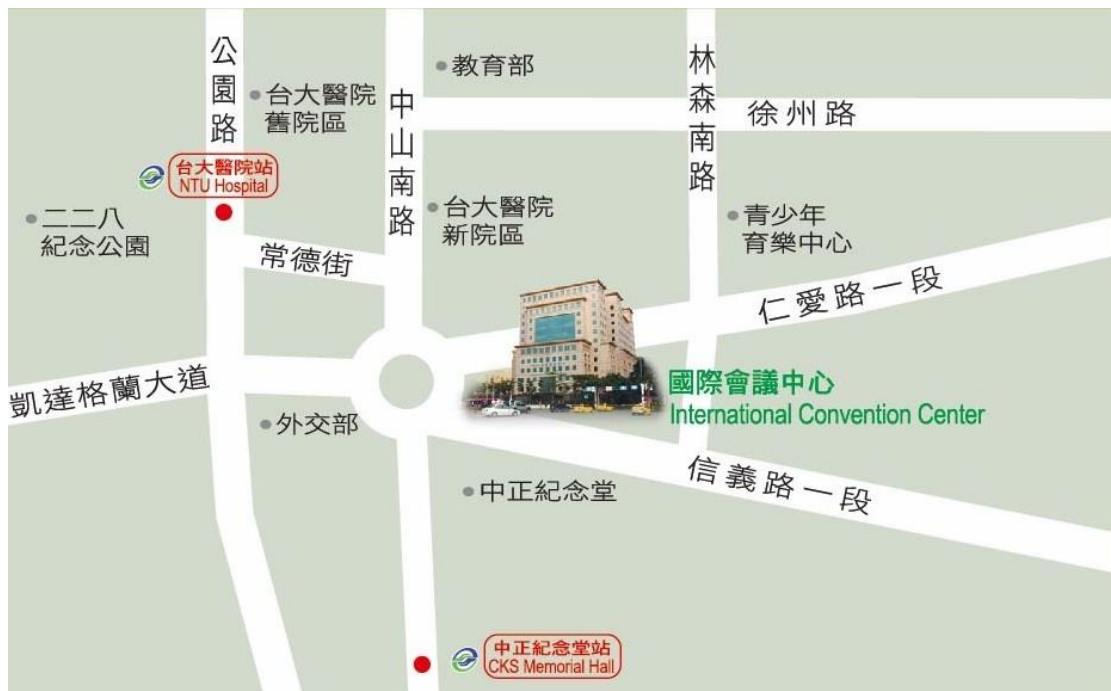 公園路
台大醫院
舊院區
中山南路
教育部
林森南路
徐州路
台大醫院站
NTU Hospital
二二八
紀念公園
台大醫院
新院區
青少年
育樂中心
常德街
仁愛路一段
凱達格蘭大道
國際會議中心
International Convention Center
外交部
信義路一段
中正紀念堂
中正紀念堂站
CKS Memorial Hall